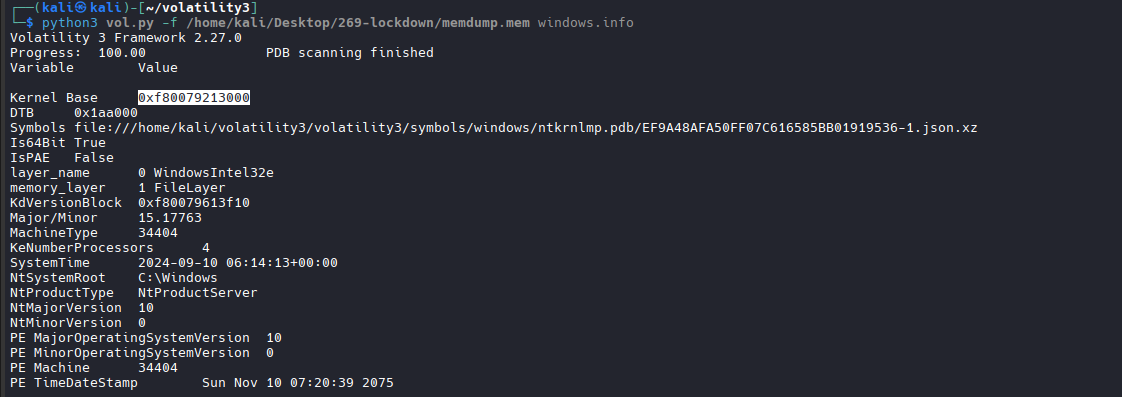 ┌──(kali㉿kali)-[~/volatility3]
└─$ python3 vol.py -f /home/kali/Desktop/269-lockdown/memdump.mem windows.info
Volatility 3 Framework 2.27.0
Progress:  100.00               PDB scanning finished
Variable        Value

Kernel Base     0xf80079213000
DTB     0x1aa000
Symbols file:///home/kali/volatility3/volatility3/symbols/windows/ntkrnlmp.pdb/EF9A48AFA50FF07C616585BB01919536-1.json.xz
Is64Bit True
IsPAE   False
layer_name      0 WindowsIntel32e
memory_layer    1 FileLayer
KdVersionBlock  0xf80079613f10
Major/Minor     15.17763
MachineType     34404
KeNumberProcessors      4
SystemTime      2024-09-10 06:14:13+00:00
NtSystemRoot    C:\Windows
NtProductType   NtProductServer
NtMajorVersion  10
NtMinorVersion  0
PE MajorOperatingSystemVersion  10
PE MinorOperatingSystemVersion  0
PE Machine      34404
PE TimeDateStamp        Sun Nov 10 07:20:39 2075